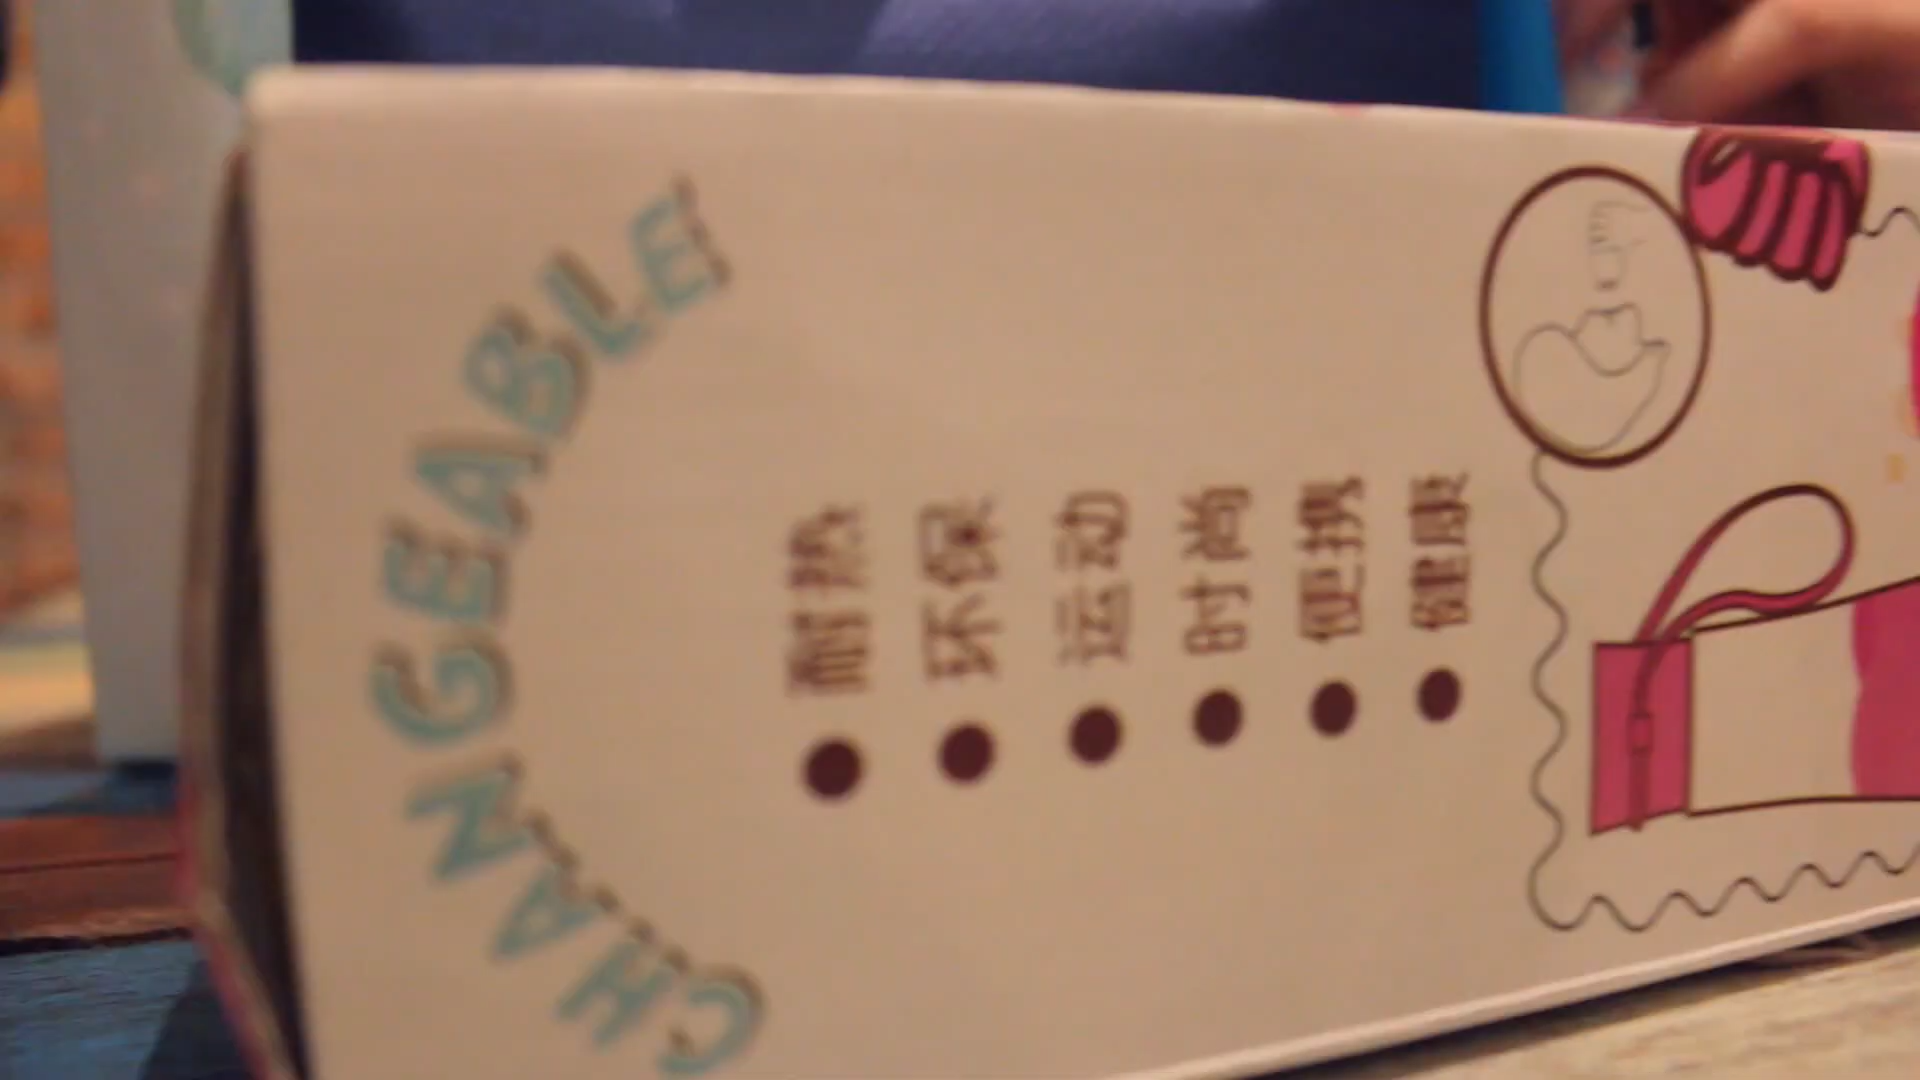 CHANGEABLE
● 耐热
● 环保
● 运动
● 时尚
● 便携
● 健康